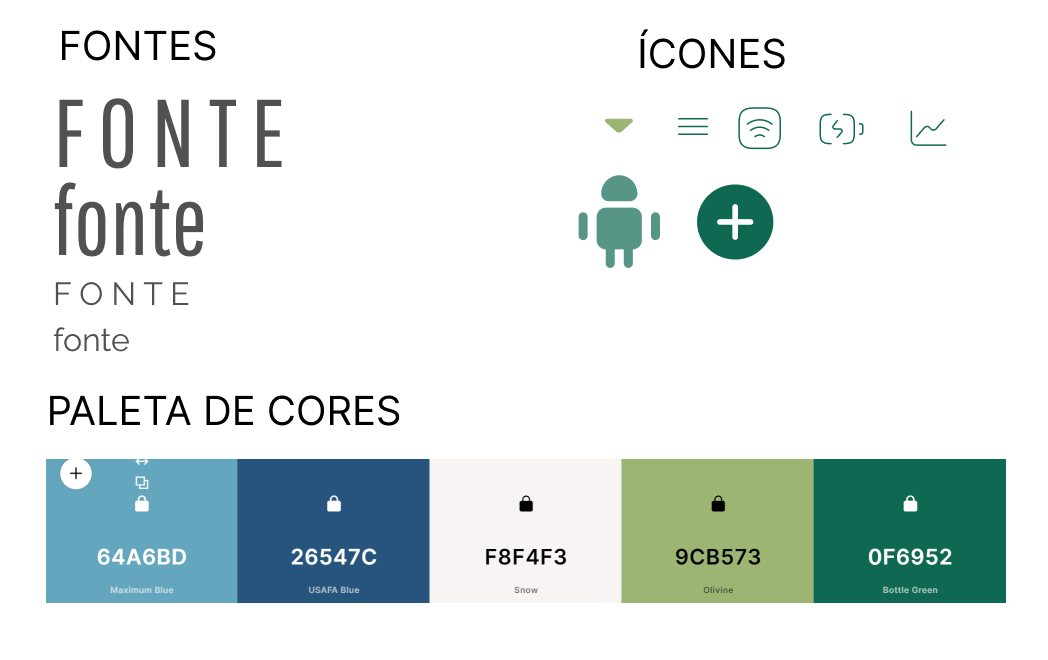 FONTES
FONTE
fonte
FONTE
fonte
ÍCONES
PALETA DE CORES
64A6BD
Maximum Blue
26547C
USAFA Blue
F8F4F3
Snow
9CB573
Olivine
0F6952
Bottle Green